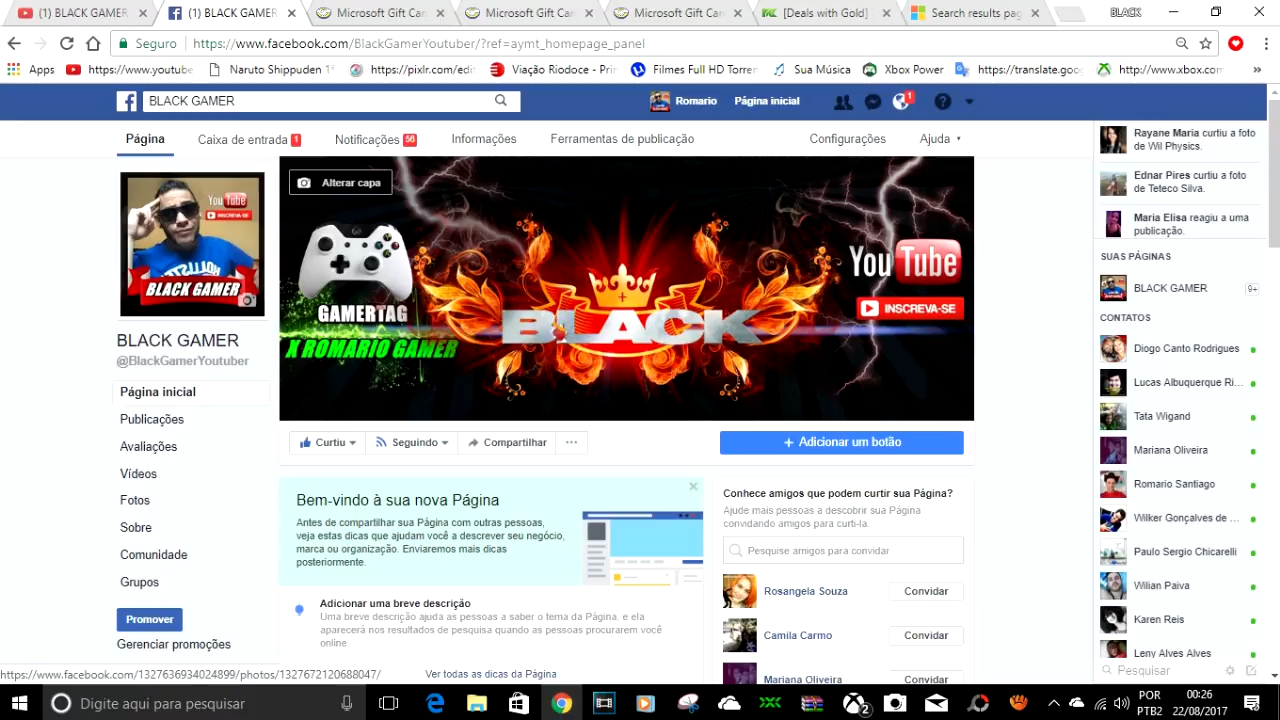 (1) BLACK GAMER
(1) BLACK GAMER
Microsoft Gift Car
Microsoft Gift Car
Microsoft Gift Car
[Deals with Gold]
Search results pag
BLACK
Seguro
https://www.facebook.com/BlackGamerYoutuber/?ref=aymt_homepage_panel
Apps
https://www.youtube
Naruto Shippuden 1ª
https://pixlr.com/edit
Viação Riodoce - Prin
Filmes Full HD Torren
Sua Música
Xbox Power
https://translate.goog
http://www.xbox.com
»
BLACK GAMER
Romario
Página inicial
1
Página
Caixa de entrada 1
Notificações 56
Informações
Ferramentas de publicação
Configurações
Ajuda
YouTube
INSCREVA-SE
BLACK GAMER
Alterar capa
GAMERTAG
X ROMARIO GAMER
BLACK
YouTube
INSCREVA-SE
BLACK GAMER
@BlackGamerYoutuber
Página inicial
Publicações
Avaliações
Vídeos
Fotos
Sobre
Comunidade
Grupos
Promover
Gerenciar promoções
Curtiu
Seguindo
Compartilhar
Adicionar um botão
Bem-vindo à sua nova Página
Antes de compartilhar sua Página com outras pessoas,
veja estas dicas que ajudam você a descrever seu negócio,
marca ou organização. Enviaremos mais dicas
posteriormente.
Adicionar uma breve descrição
Uma breve descrição ajuda as pessoas a saber o tema da Página, e ela
aparecerá nos resultados de pesquisa quando as pessoas procurarem você
online
Ver todas as dicas da Página
Conhece amigos que podem curtir sua Página?
Ajude mais pessoas a descobrir sua Página
convidando amigos para curti-la.
Pesquise amigos para convidar
Rosangela Souza
Convidar
Camila Carmo
Convidar
Mariana Oliveira
Convidar
Rayane Maria curtiu a foto
de Wil Physics.
Ednar Pires curtiu a foto
de Teteco Silva.
Maria Elisa reagiu a uma
publicação.
SUAS PÁGINAS
BLACK GAMER
9+
CONTATOS
Diogo Canto Rodrigues
Lucas Albuquerque Ri...
Tata Wigand
Mariana Oliveira
Romario Santiago
Wilker Gonçalves de ...
Paulo Sergio Chicarelli
Wilian Paiva
Karen Reis
Leny Alves Alves
Pesquisar
https://www.facebook.com/1327636934024899/photos/1327672120688047/
Digite aqui para pesquisar
2
POR
PTB2
00:26
22/08/2017